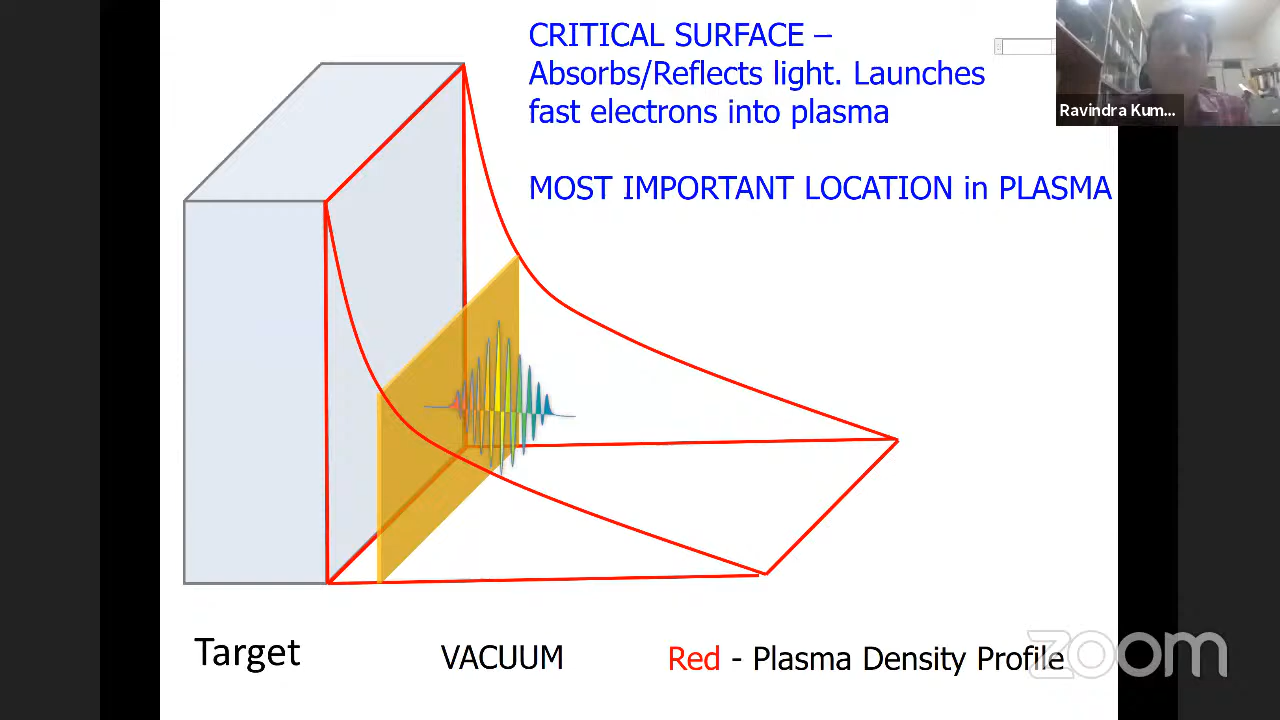 CRITICAL SURFACE –
Absorbs/Reflects light. Launches
fast electrons into plasma
Ravindra Kum...
MOST IMPORTANT LOCATION in PLASMA
Target
VACUUM
Red - Plasma Density Profile
zoom